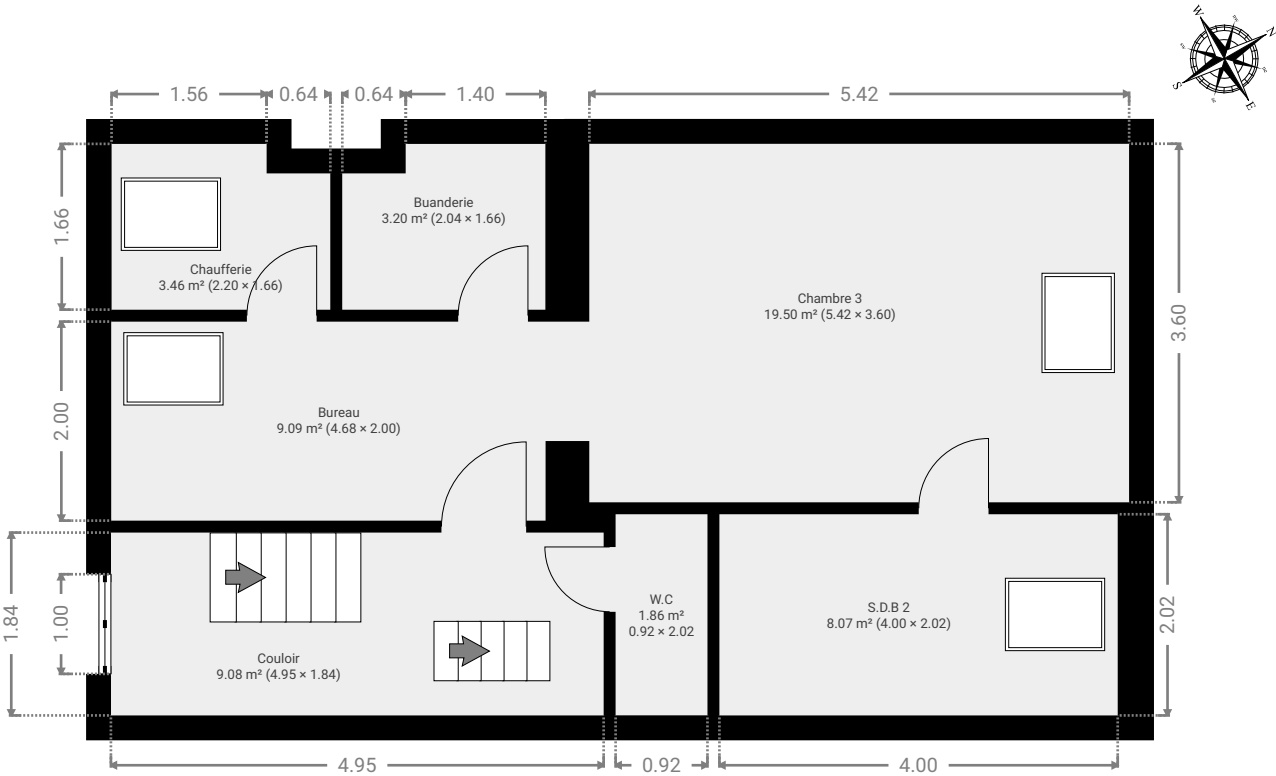 W
N
S
E
1.56
0.64
0.64
1.40
5.42
1.66
2.00
1.84
1.00
3.60
2.02
Buanderie
3.20 m² (2.04 × 1.66)
Chaufferie
3.46 m² (2.20 × 1.66)
Chambre 3
19.50 m² (5.42 × 3.60)
Bureau
9.09 m² (4.68 × 2.00)
W.C
1.86 m²
0.92 × 2.02
S.D.B 2
8.07 m² (4.00 × 2.02)
Couloir
9.08 m² (4.95 × 1.84)
4.95
0.92
4.00